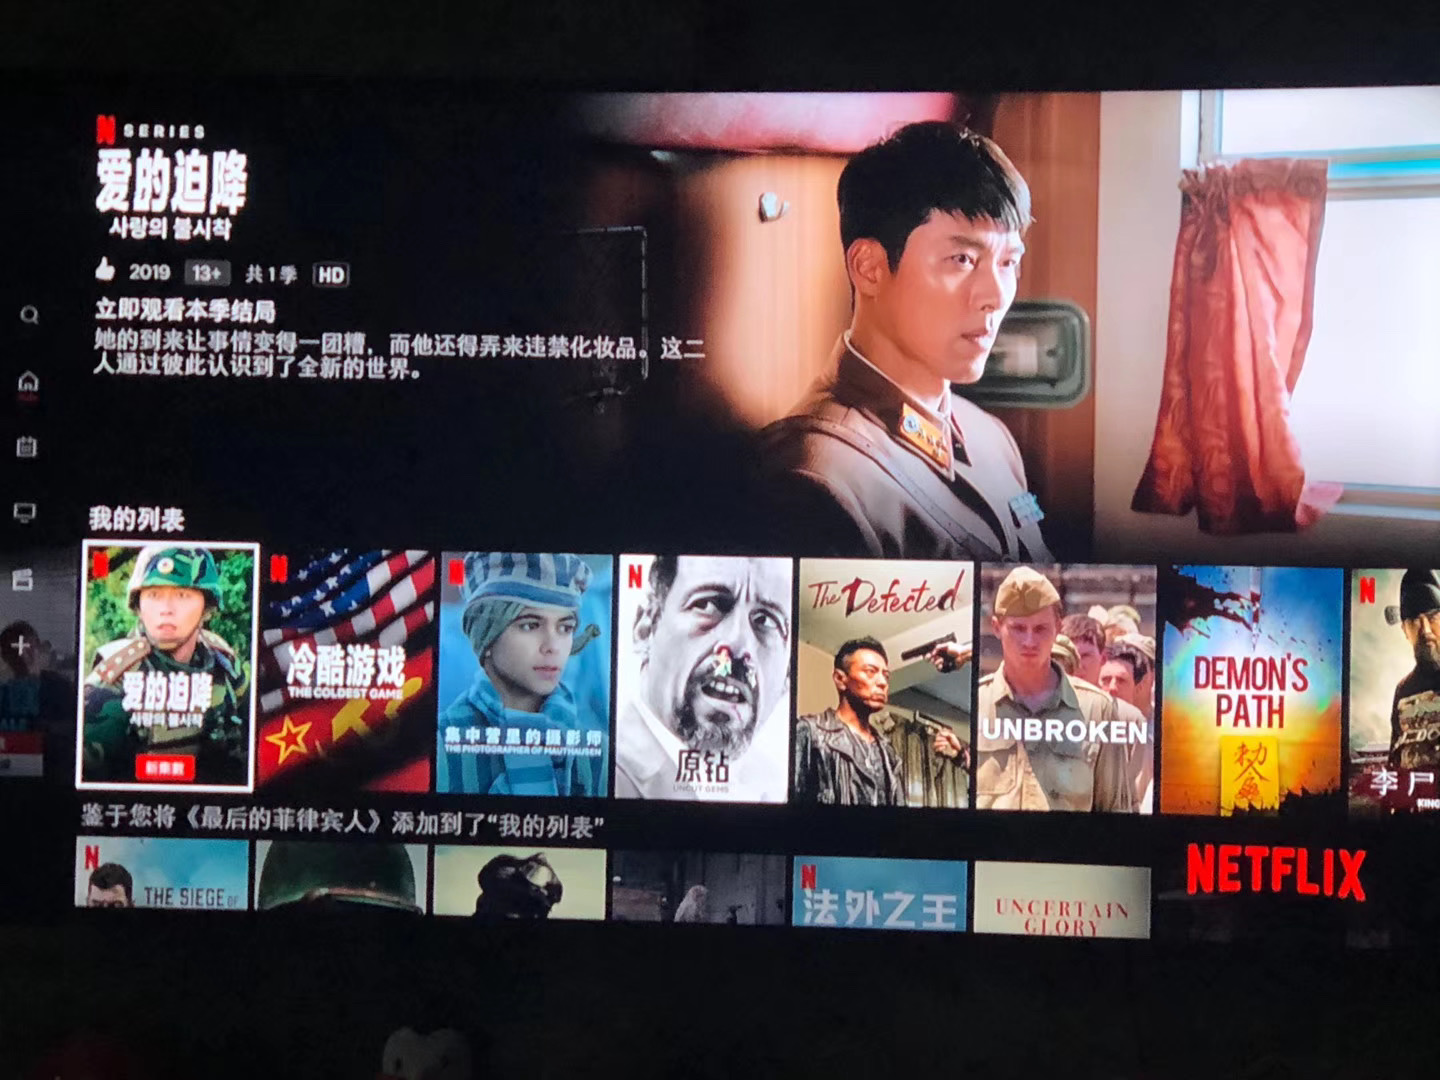 N SERIES
爱的迫降
사랑의 불시착
2019 13+ 共1季 HD
立即观看本季结局
她的到来让事情变得一团糟，而他还得弄来违禁化妆品。这二
人通过彼此认识到了全新的世界。
我的列表
N
爱的迫降
사랑의 불시착
新集数
N
冷酷游戏
THE COLDEST GAME
N
集中营里的摄影师
THE PHOTOGRAPHER OF MAUTHAUSEN
N
原钻
UNCUT GEMS
The Defected
UNBROKEN
DEMON'S
PATH
N
李尸
KING
鉴于您将《最后的菲律宾人》添加到了“我的列表”
N
THE SIEGE OF
N
法外之王
UNCERTAIN
GLORY
NETFLIX